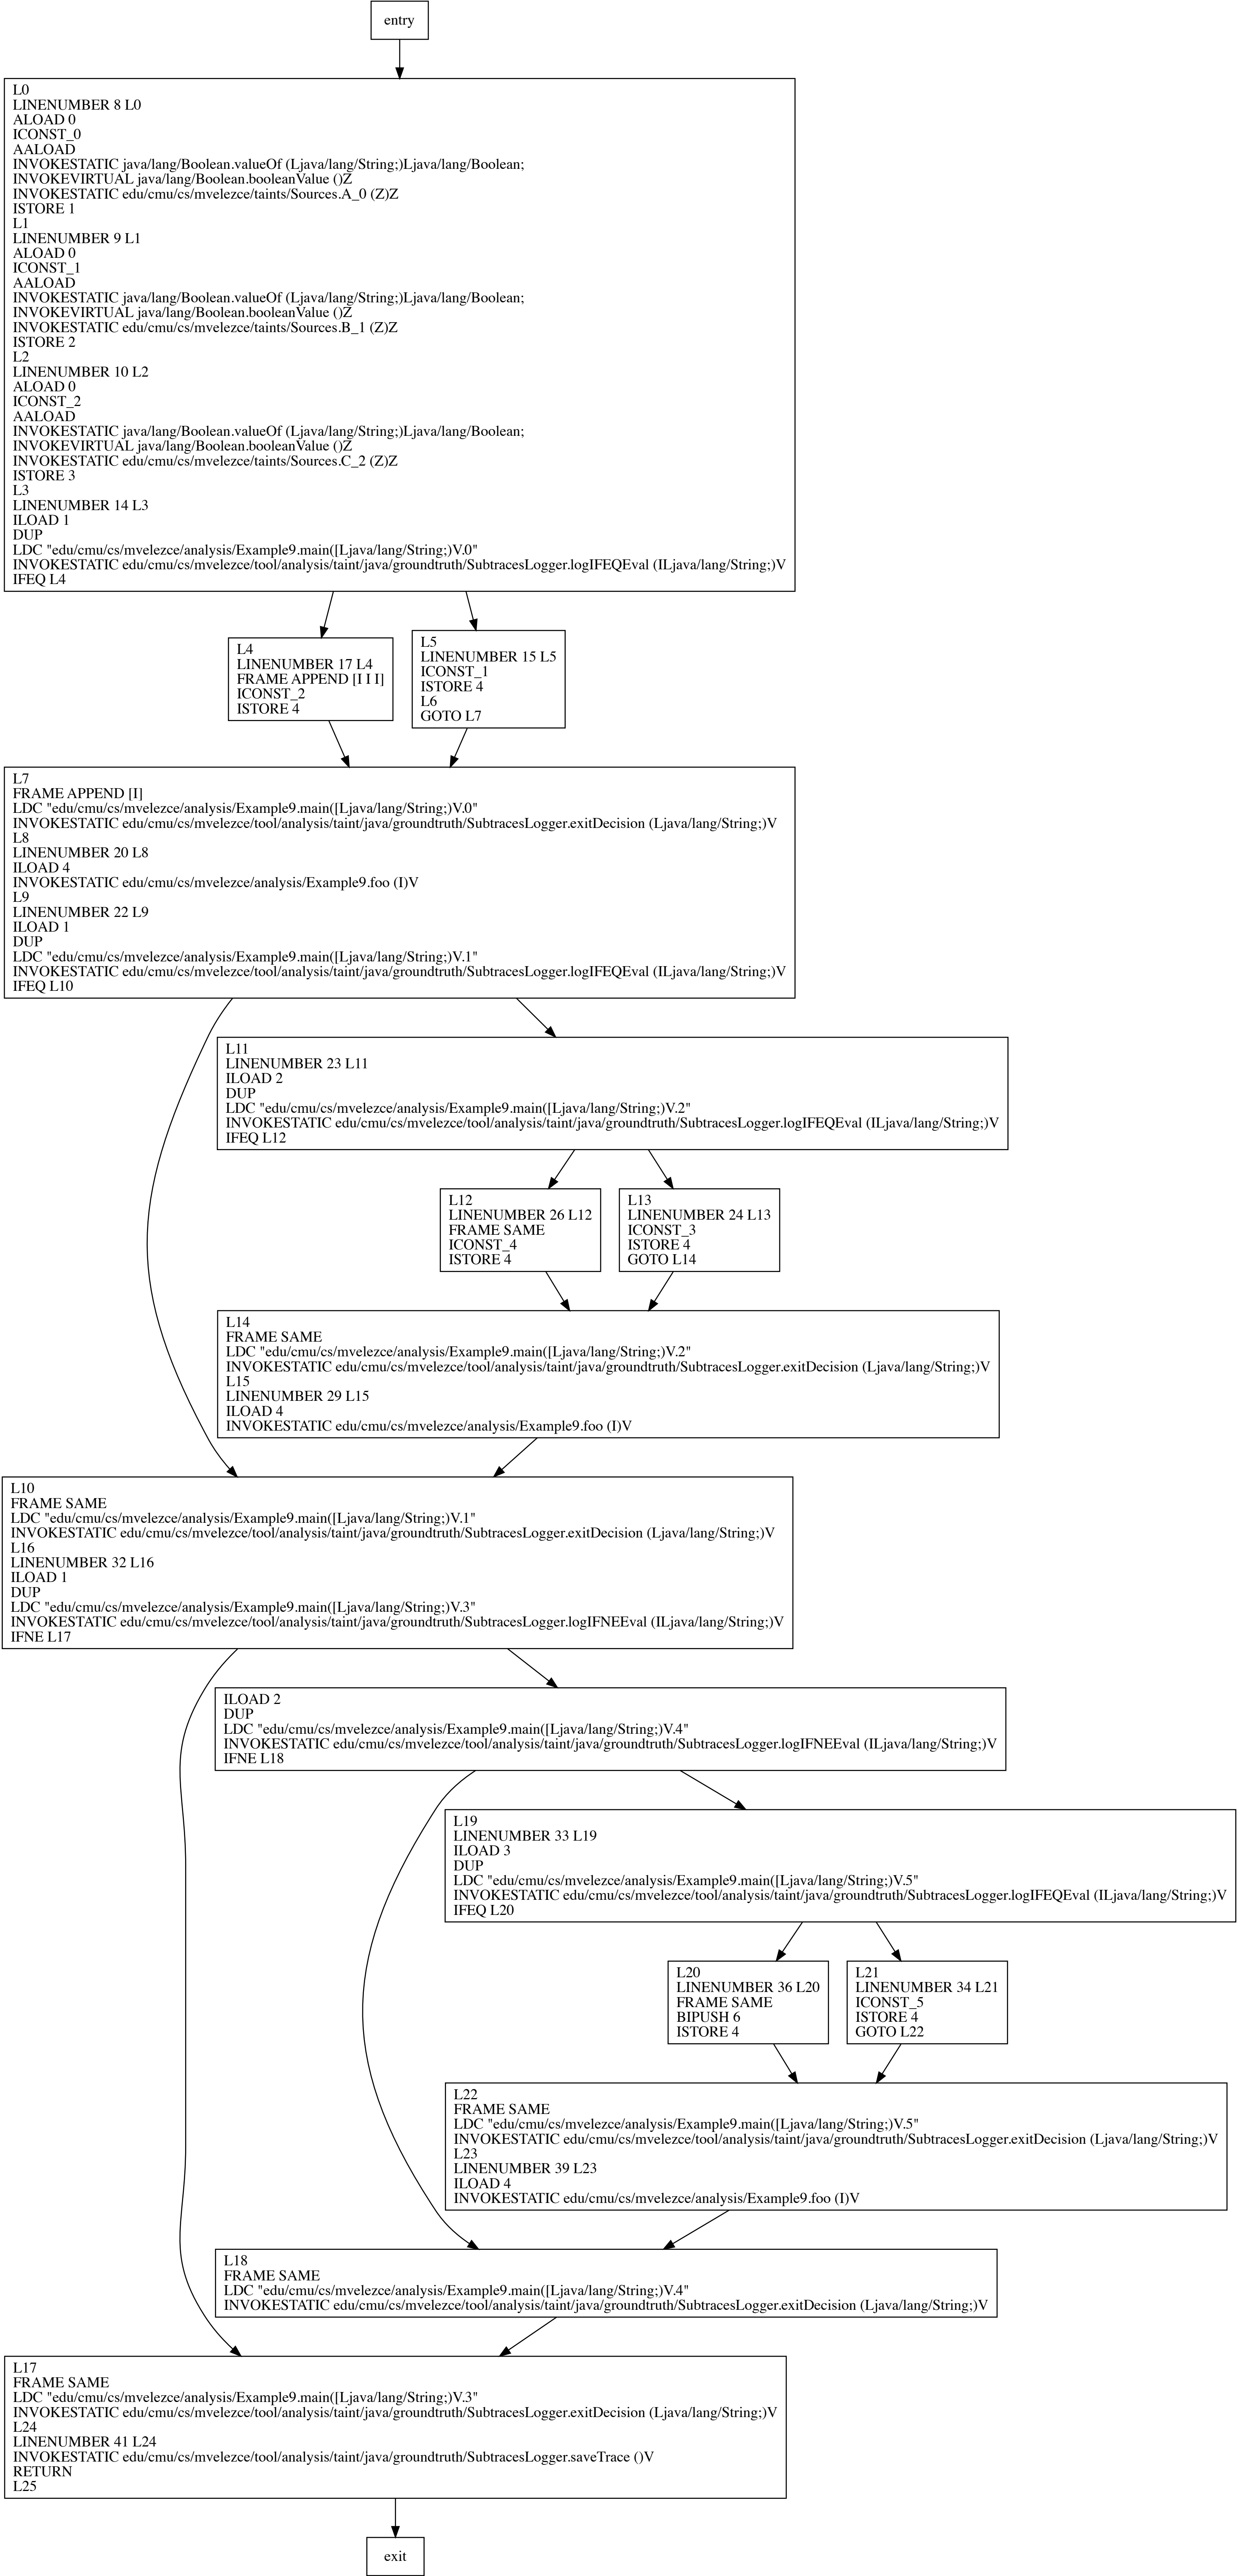 entry
L0
LINENUMBER 8 L0
ALOAD 0
ICONST_0
AALOAD
INVOKESTATIC java/lang/Boolean.valueOf (Ljava/lang/String;)Ljava/lang/Boolean;
INVOKEVIRTUAL java/lang/Boolean.booleanValue ()Z
INVOKESTATIC edu/cmu/cs/mvelezce/taints/Sources.A_0 (Z)Z
ISTORE 1
L1
LINENUMBER 9 L1
ALOAD 0
ICONST_1
AALOAD
INVOKESTATIC java/lang/Boolean.valueOf (Ljava/lang/String;)Ljava/lang/Boolean;
INVOKEVIRTUAL java/lang/Boolean.booleanValue ()Z
INVOKESTATIC edu/cmu/cs/mvelezce/taints/Sources.B_1 (Z)Z
ISTORE 2
L2
LINENUMBER 10 L2
ALOAD 0
ICONST_2
AALOAD
INVOKESTATIC java/lang/Boolean.valueOf (Ljava/lang/String;)Ljava/lang/Boolean;
INVOKEVIRTUAL java/lang/Boolean.booleanValue ()Z
INVOKESTATIC edu/cmu/cs/mvelezce/taints/Sources.C_2 (Z)Z
ISTORE 3
L3
LINENUMBER 14 L3
ILOAD 1
DUP
LDC "edu/cmu/cs/mvelezce/analysis/Example9.main([Ljava/lang/String;)V.0"
INVOKESTATIC edu/cmu/cs/mvelezce/tool/analysis/taint/java/groundtruth/SubtracesLogger.logIFEQEval (ILjava/lang/String;)V
IFEQ L4
L4
LINENUMBER 17 L4
FRAME APPEND [I I I]
ICONST_2
ISTORE 4
L5
LINENUMBER 15 L5
ICONST_1
ISTORE 4
L6
GOTO L7
L7
FRAME APPEND [I]
LDC "edu/cmu/cs/mvelezce/analysis/Example9.main([Ljava/lang/String;)V.0"
INVOKESTATIC edu/cmu/cs/mvelezce/tool/analysis/taint/java/groundtruth/SubtracesLogger.exitDecision (Ljava/lang/String;)V
L8
LINENUMBER 20 L8
ILOAD 4
INVOKESTATIC edu/cmu/cs/mvelezce/analysis/Example9.foo (I)V
L9
LINENUMBER 22 L9
ILOAD 1
DUP
LDC "edu/cmu/cs/mvelezce/analysis/Example9.main([Ljava/lang/String;)V.1"
INVOKESTATIC edu/cmu/cs/mvelezce/tool/analysis/taint/java/groundtruth/SubtracesLogger.logIFEQEval (ILjava/lang/String;)V
IFEQ L10
L11
LINENUMBER 23 L11
ILOAD 2
DUP
LDC "edu/cmu/cs/mvelezce/analysis/Example9.main([Ljava/lang/String;)V.2"
INVOKESTATIC edu/cmu/cs/mvelezce/tool/analysis/taint/java/groundtruth/SubtracesLogger.logIFEQEval (ILjava/lang/String;)V
IFEQ L12
L12
LINENUMBER 26 L12
FRAME SAME
ICONST_4
ISTORE 4
L13
LINENUMBER 24 L13
ICONST_3
ISTORE 4
GOTO L14
L14
FRAME SAME
LDC "edu/cmu/cs/mvelezce/analysis/Example9.main([Ljava/lang/String;)V.2"
INVOKESTATIC edu/cmu/cs/mvelezce/tool/analysis/taint/java/groundtruth/SubtracesLogger.exitDecision (Ljava/lang/String;)V
L15
LINENUMBER 29 L15
ILOAD 4
INVOKESTATIC edu/cmu/cs/mvelezce/analysis/Example9.foo (I)V
L10
FRAME SAME
LDC "edu/cmu/cs/mvelezce/analysis/Example9.main([Ljava/lang/String;)V.1"
INVOKESTATIC edu/cmu/cs/mvelezce/tool/analysis/taint/java/groundtruth/SubtracesLogger.exitDecision (Ljava/lang/String;)V
L16
LINENUMBER 32 L16
ILOAD 1
DUP
LDC "edu/cmu/cs/mvelezce/analysis/Example9.main([Ljava/lang/String;)V.3"
INVOKESTATIC edu/cmu/cs/mvelezce/tool/analysis/taint/java/groundtruth/SubtracesLogger.logIFNEEval (ILjava/lang/String;)V
IFNE L17
ILOAD 2
DUP
LDC "edu/cmu/cs/mvelezce/analysis/Example9.main([Ljava/lang/String;)V.4"
INVOKESTATIC edu/cmu/cs/mvelezce/tool/analysis/taint/java/groundtruth/SubtracesLogger.logIFNEEval (ILjava/lang/String;)V
IFNE L18
L19
LINENUMBER 33 L19
ILOAD 3
DUP
LDC "edu/cmu/cs/mvelezce/analysis/Example9.main([Ljava/lang/String;)V.5"
INVOKESTATIC edu/cmu/cs/mvelezce/tool/analysis/taint/java/groundtruth/SubtracesLogger.logIFEQEval (ILjava/lang/String;)V
IFEQ L20
L20
LINENUMBER 36 L20
FRAME SAME
BIPUSH 6
ISTORE 4
L21
LINENUMBER 34 L21
ICONST_5
ISTORE 4
GOTO L22
L22
FRAME SAME
LDC "edu/cmu/cs/mvelezce/analysis/Example9.main([Ljava/lang/String;)V.5"
INVOKESTATIC edu/cmu/cs/mvelezce/tool/analysis/taint/java/groundtruth/SubtracesLogger.exitDecision (Ljava/lang/String;)V
L23
LINENUMBER 39 L23
ILOAD 4
INVOKESTATIC edu/cmu/cs/mvelezce/analysis/Example9.foo (I)V
L18
FRAME SAME
LDC "edu/cmu/cs/mvelezce/analysis/Example9.main([Ljava/lang/String;)V.4"
INVOKESTATIC edu/cmu/cs/mvelezce/tool/analysis/taint/java/groundtruth/SubtracesLogger.exitDecision (Ljava/lang/String;)V
L17
FRAME SAME
LDC "edu/cmu/cs/mvelezce/analysis/Example9.main([Ljava/lang/String;)V.3"
INVOKESTATIC edu/cmu/cs/mvelezce/tool/analysis/taint/java/groundtruth/SubtracesLogger.exitDecision (Ljava/lang/String;)V
L24
LINENUMBER 41 L24
INVOKESTATIC edu/cmu/cs/mvelezce/tool/analysis/taint/java/groundtruth/SubtracesLogger.saveTrace ()V
RETURN
L25
exit